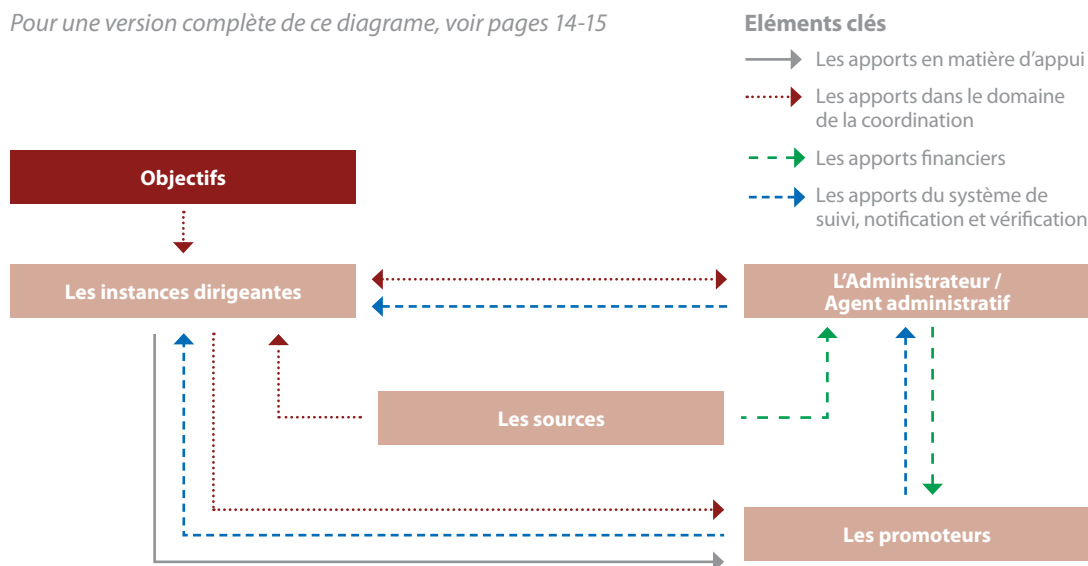 Pour une version complète de ce diagrame, voir pages 14-15
Eléments clés
Les apports en matière d’appui
Les apports dans le domaine
de la coordination
Les apports financiers
Les apports du système de
suivi, notification et vérification
Objectifs
Les instances dirigeantes
L’Administrateur /
Agent administratif
Les sources
Les promoteurs